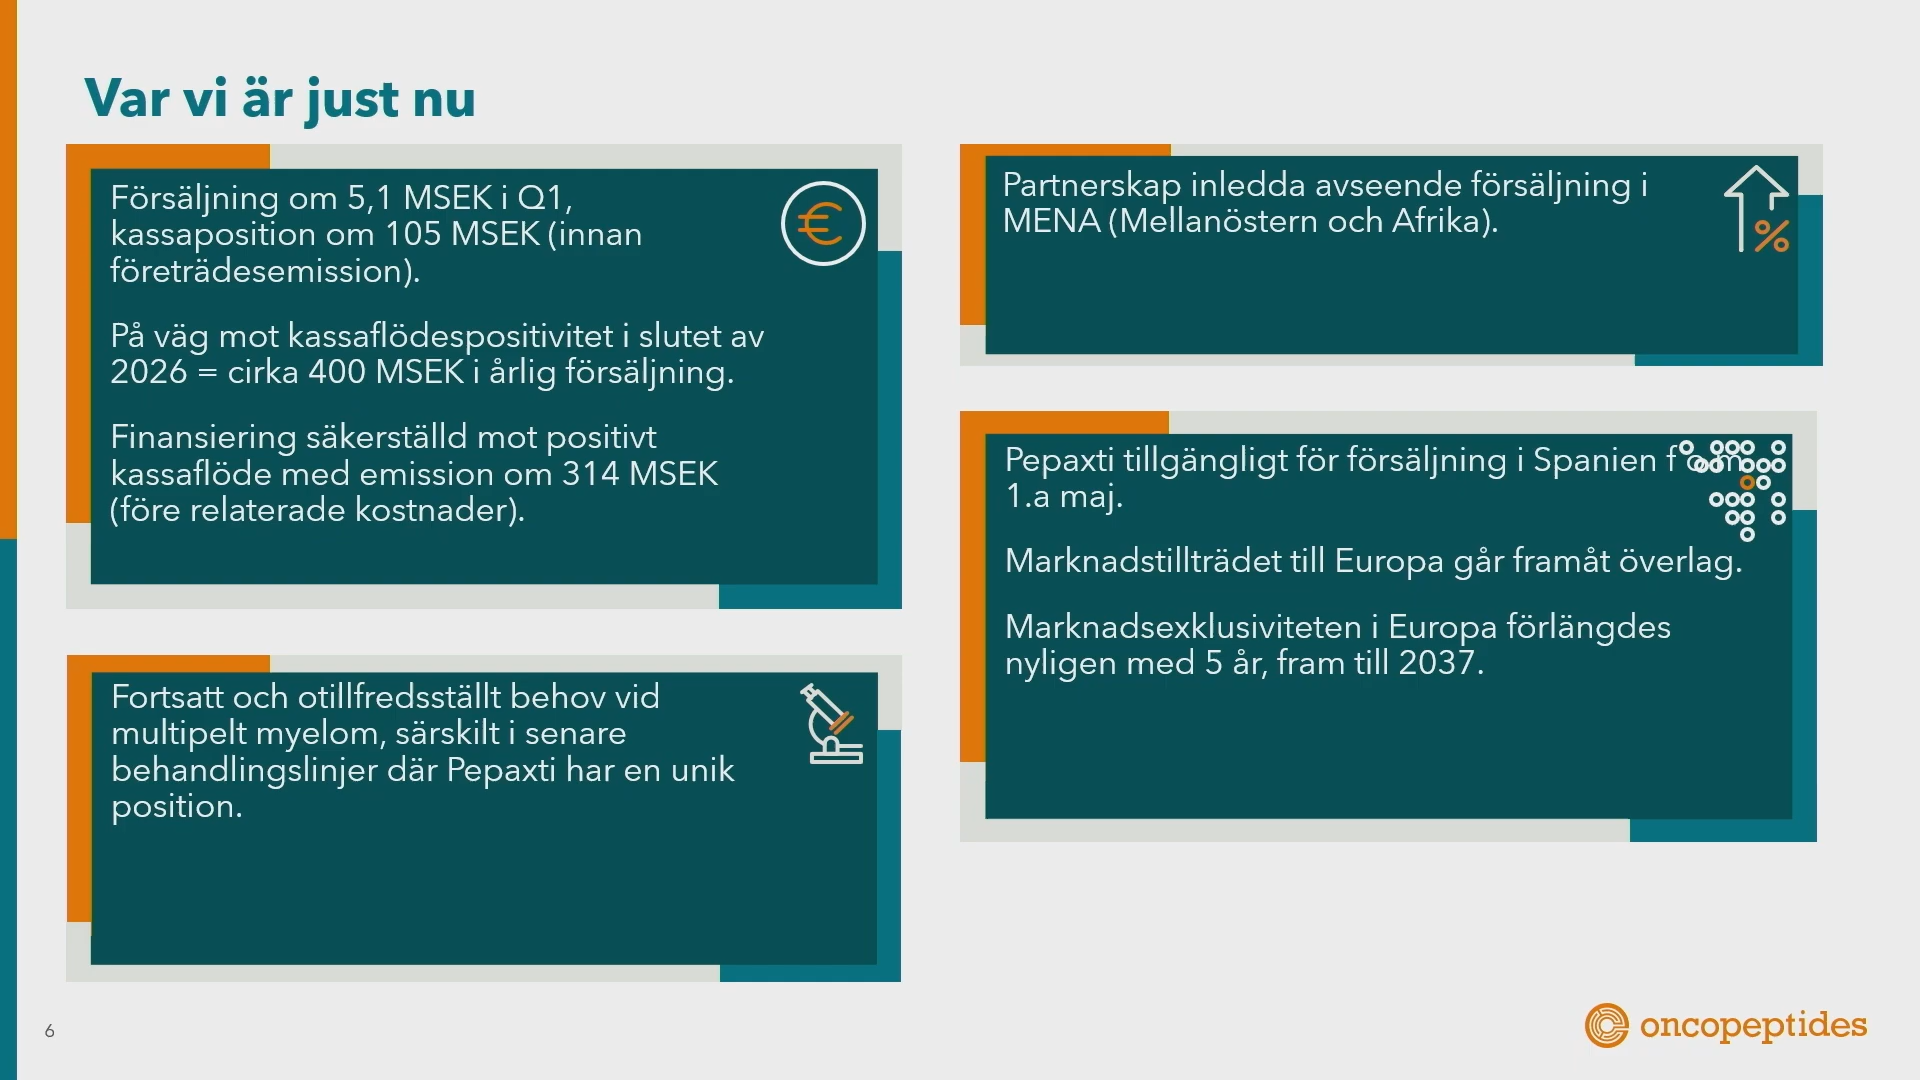 Var vi är just nu
Försäljning om 5,1 MSEK i Q1,
kassaposition om 105 MSEK (innan
företrädesemission).
På väg mot kassaflödespositivitet i slutet av
2026 = cirka 400 MSEK i årlig försäljning.
Finansiering säkerställd mot positivt
kassaflöde med emission om 314 MSEK
(före relaterade kostnader).
Fortsatt och otillfredsställt behov vid
multipelt myelom, särskilt i senare
behandlingslinjer där Pepaxti har en unik
position.
Partnerskap inledda avseende försäljning i
MENA (Mellanöstern och Afrika).
Pepaxti tillgängligt för försäljning i Spanien f o m
1.a maj.
Marknadstillträdet till Europa går framåt överlag.
Marknadsexklusiviteten i Europa förlängdes
nyligen med 5 år, fram till 2037.
6
oncopeptides